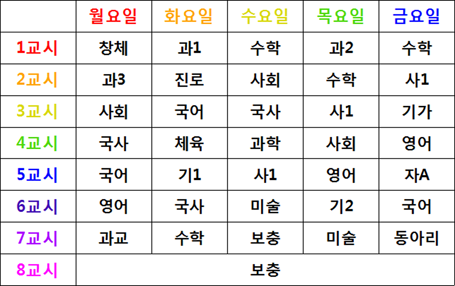 월요일 화요일 수요일 목요일 금요일
1교시 창체 과1 수학 과2 수학
2교시 과3 진로 사회 수학 사1
3교시 사회 국어 국사 사1 기가
4교시 국사 체육 과학 사회 영어
5교시 국어 기1 사1 영어 자A
6교시 영어 국사 미술 기2 국어
7교시 과교 수학 보충 미술 동아리
8교시 보충